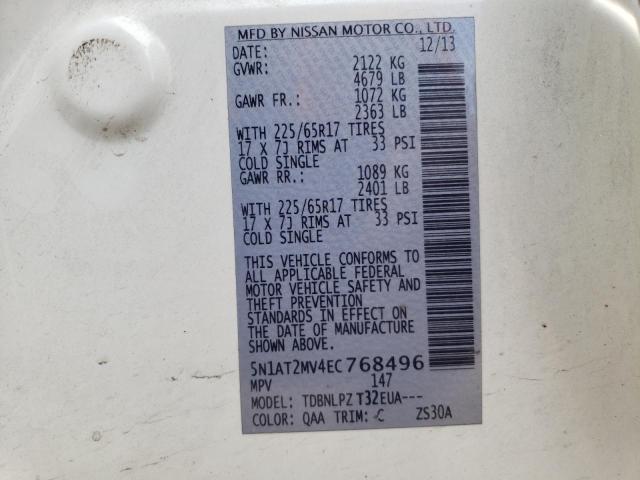 MFD BY NISSAN MOTOR CO., LTD.
DATE: 12/13
GVWR: 2122 KG
4679 LB
GAWR FR.: 1072 KG
2363 LB
WITH 225/65R17 TIRES
17 X 7J RIMS AT 33 PSI
COLD SINGLE
GAWR RR.: 1089 KG
2401 LB
WITH 225/65R17 TIRES
17 X 7J RIMS AT 33 PSI
COLD SINGLE
THIS VEHICLE CONFORMS TO
ALL APPLICABLE FEDERAL
MOTOR VEHICLE SAFETY AND
THEFT PREVENTION
STANDARDS IN EFFECT ON
THE DATE OF MANUFACTURE
SHOWN ABOVE.
5N1AT2MV4EC768496
MPV 147
MODEL: TDBNLPZ T32EUA---
COLOR: QAA TRIM: -C ZS30A